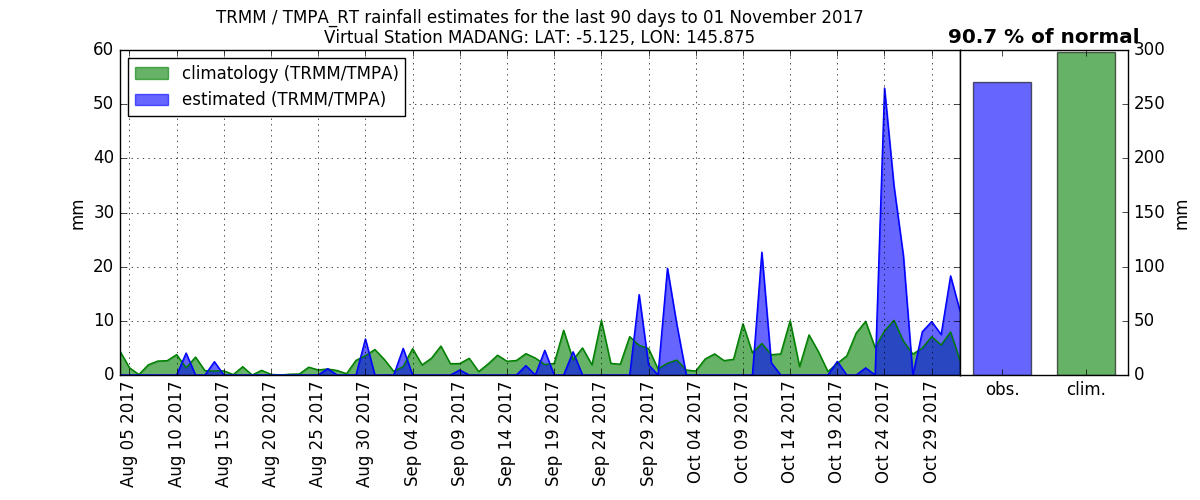 TRMM / TMPA_RT rainfall estimates for the last 90 days to 01 November 2017
Virtual Station MADANG: LAT: -5.125, LON: 145.875
90.7 % of normal
climatology (TRMM/TMPA)
estimated (TRMM/TMPA)
mm
60
50
40
30
20
10
0
Aug 05 2017
Aug 10 2017
Aug 15 2017
Aug 20 2017
Aug 25 2017
Aug 30 2017
Sep 04 2017
Sep 09 2017
Sep 14 2017
Sep 19 2017
Sep 24 2017
Sep 29 2017
Oct 04 2017
Oct 09 2017
Oct 14 2017
Oct 19 2017
Oct 24 2017
Oct 29 2017
obs.
clim.
300
250
200
150
100
50
0
mm